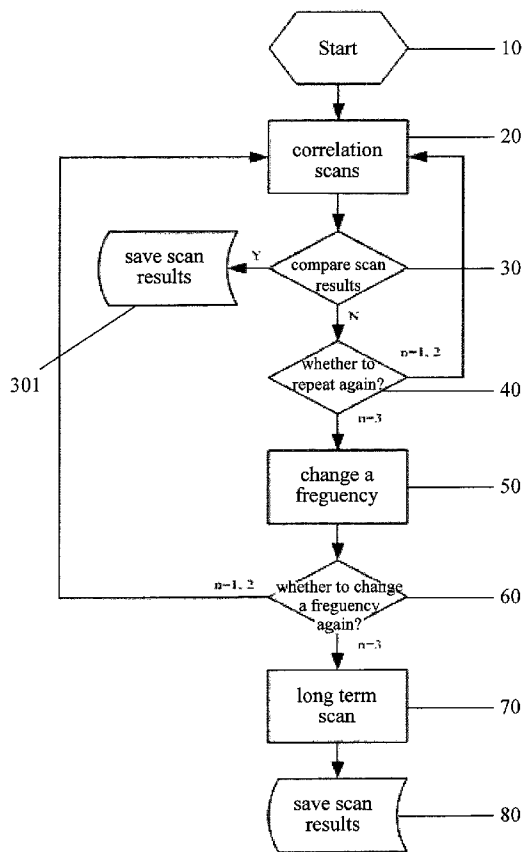 Start
10
20
correlation
scans
save scan
results
Y
compare scan
results
30
N
301
whether to
repeat again?
n=1, 2
40
n=3
change a
freguency
50
n=1, 2
whether to change
a freguency
again?
60
n=3
long term
scan
70
save scan
results
80